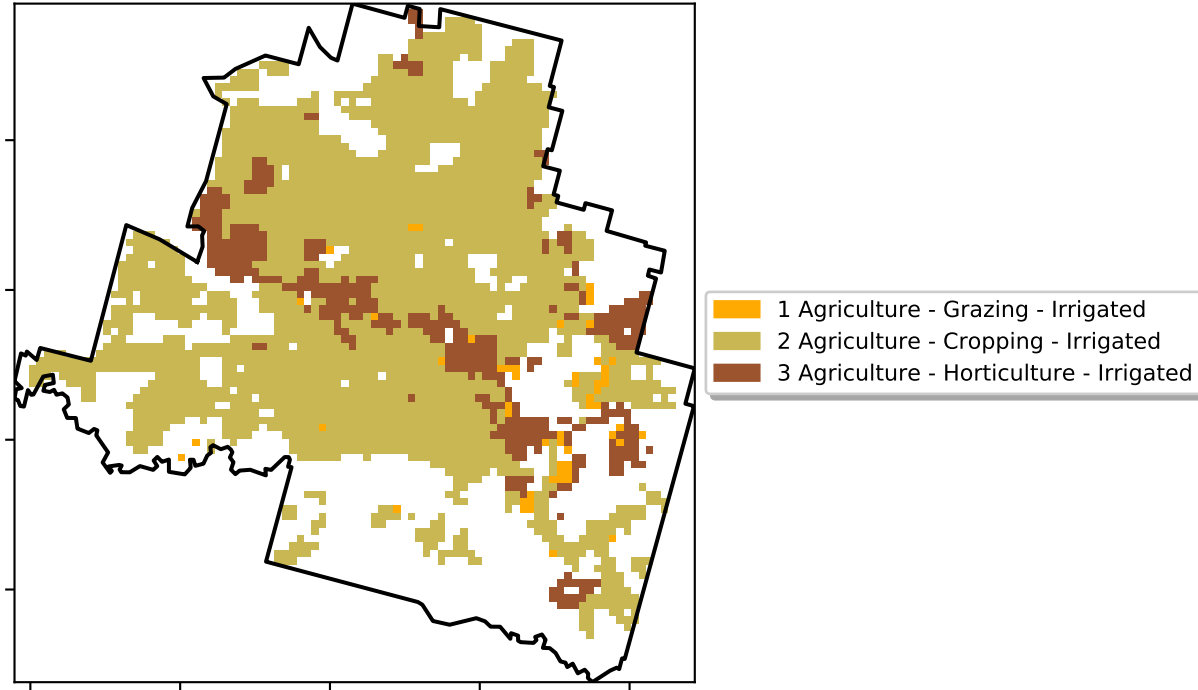 1 Agriculture - Grazing - Irrigated
2 Agriculture - Cropping - Irrigated
3 Agriculture - Horticulture - Irrigated